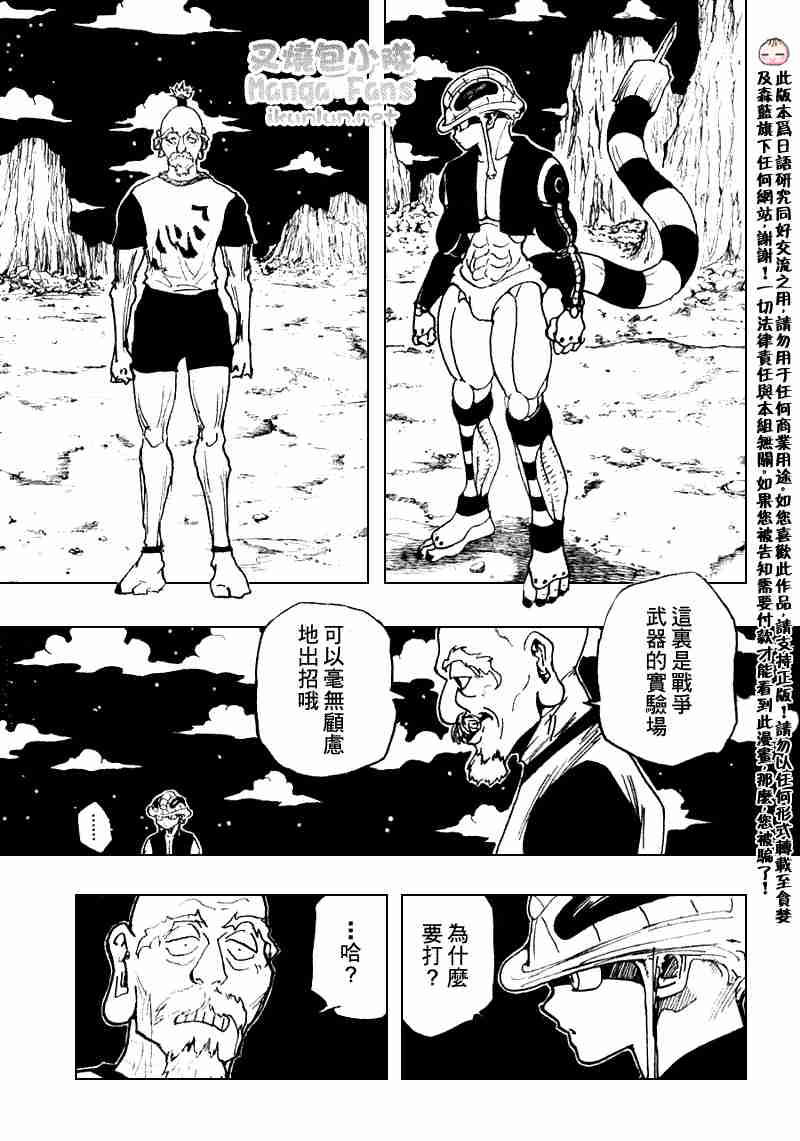 又燒包小隊
Manga Fans
ikunlun.net
此版本爲日語研究同好交流之用，請勿用于任何商業用途。如您喜歡此作品，請支持正版！請勿以任何形式轉載至貪婪
及森藍旗下任何網站，謝謝！一切法律責任與本組無關。如果您被告知需要付款才能看到此漫畫，那麼，您被騙了！
心
這裏是戰爭
武器的實驗場
可以毫無顧慮
地出招哦
……
為什麼
要打？
…哈？